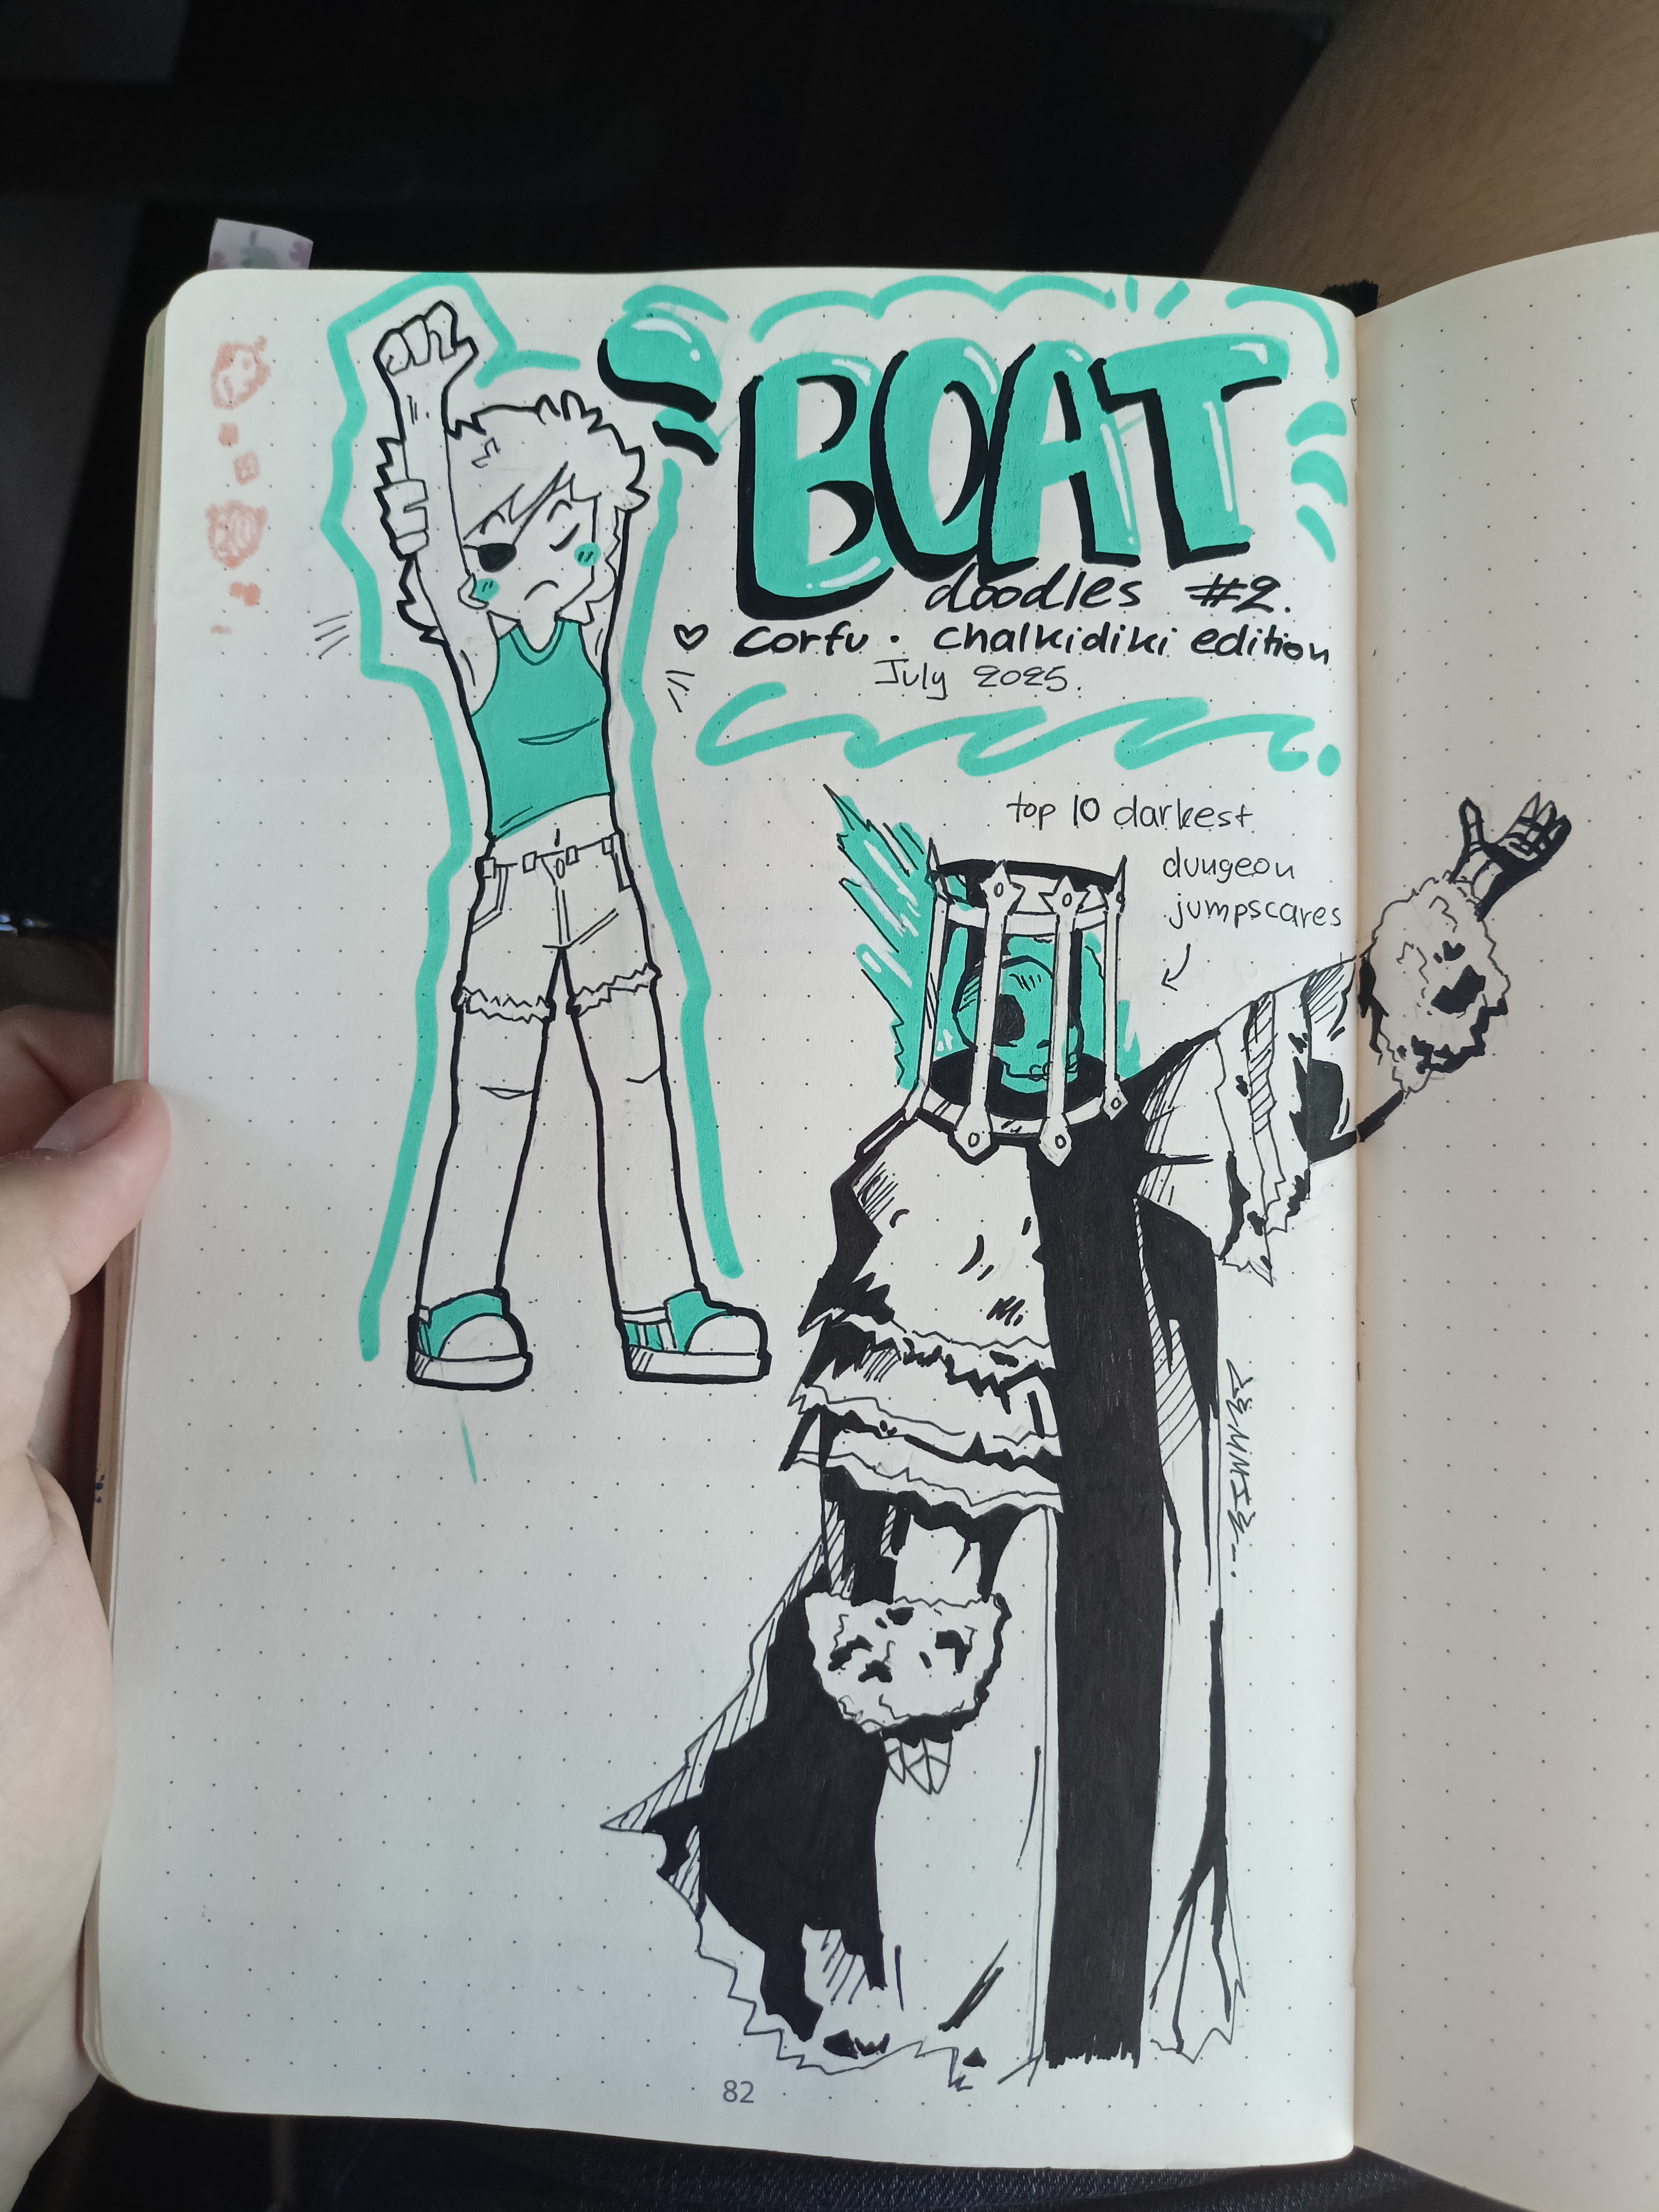 BOAT
doodles #2.
♡ corfu · chalkidiki edition
July 2025.
top 10 darkest
dungeon
jumpscares
82